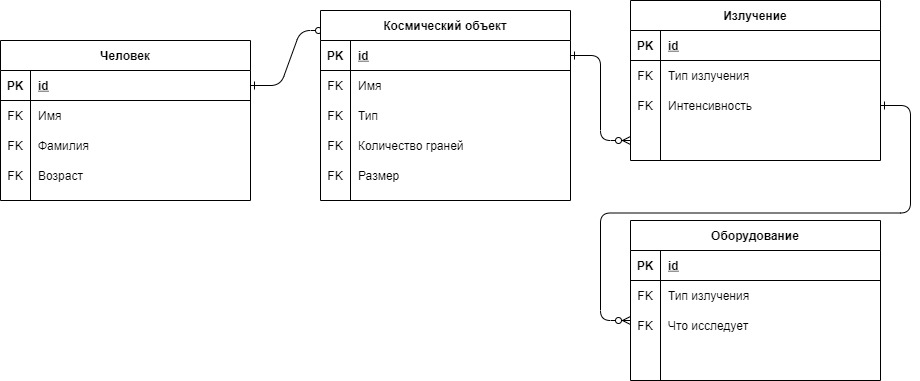 Человек
PK id
FK Имя
FK Фамилия
FK Возраст
Космический объект
PK id
FK Имя
FK Тип
FK Количество граней
FK Размер
Излучение
PK id
FK Тип излучения
FK Интенсивность
Оборудование
PK id
FK Тип излучения
FK Что исследует